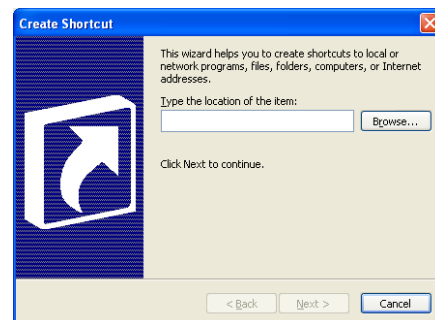 Create Shortcut
This wizard helps you to create shortcuts to local or
network programs, files, folders, computers, or Internet
addresses.
Type the location of the item:
Browse...
Click Next to continue.
< Back
Next >
Cancel